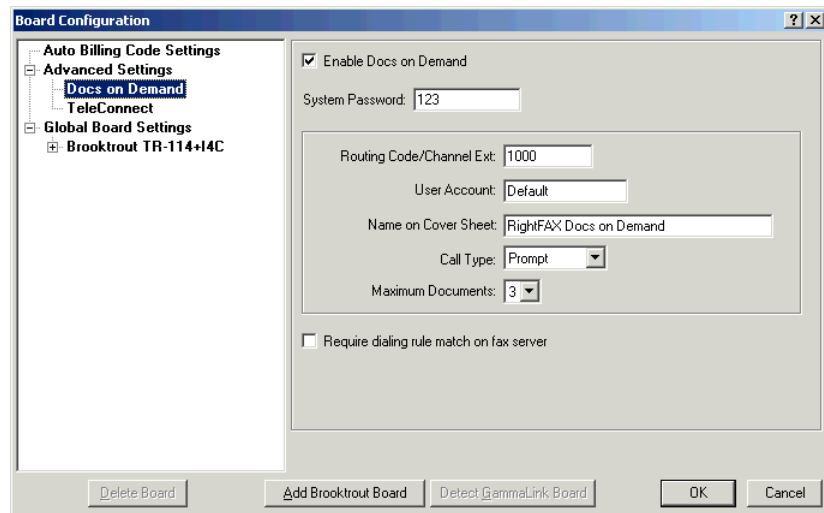 Board Configuration
Auto Billing Code Settings
Advanced Settings
Docs on Demand
TeleConnect
Global Board Settings
Brooktrout TR-114+I4C
Enable Docs on Demand
System Password: 123
Routing Code/Channel Ext: 1000
User Account: Default
Name on Cover Sheet: RightFAX Docs on Demand
Call Type: Prompt
Maximum Documents: 3
Require dialing rule match on fax server
Delete Board Add Brooktrout Board Detect GammaLink Board OK Cancel